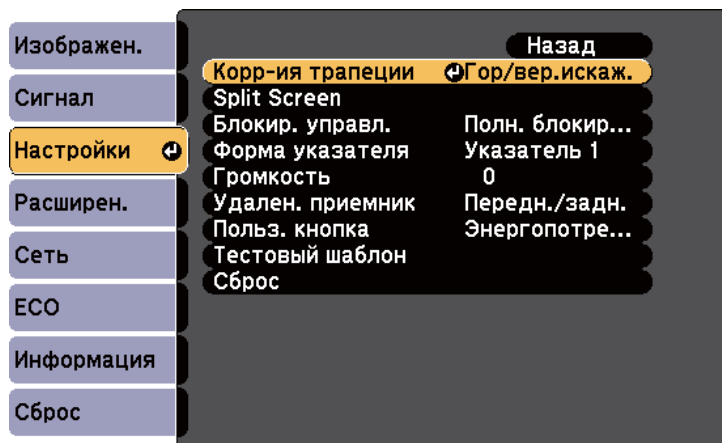 Изображен.
Сигнал
Настройки
Расширен.
Сеть
ECO
Информация
Сброс
Назад
Корр-ия трапеции Гор/вер.искаж.
Split Screen
Блокир. управл. Полн. блокир...
Форма указателя Указатель 1
Громкость 0
Удален. приемник Передн./задн.
Польз. кнопка Энергопотре...
Тестовый шаблон
Сброс